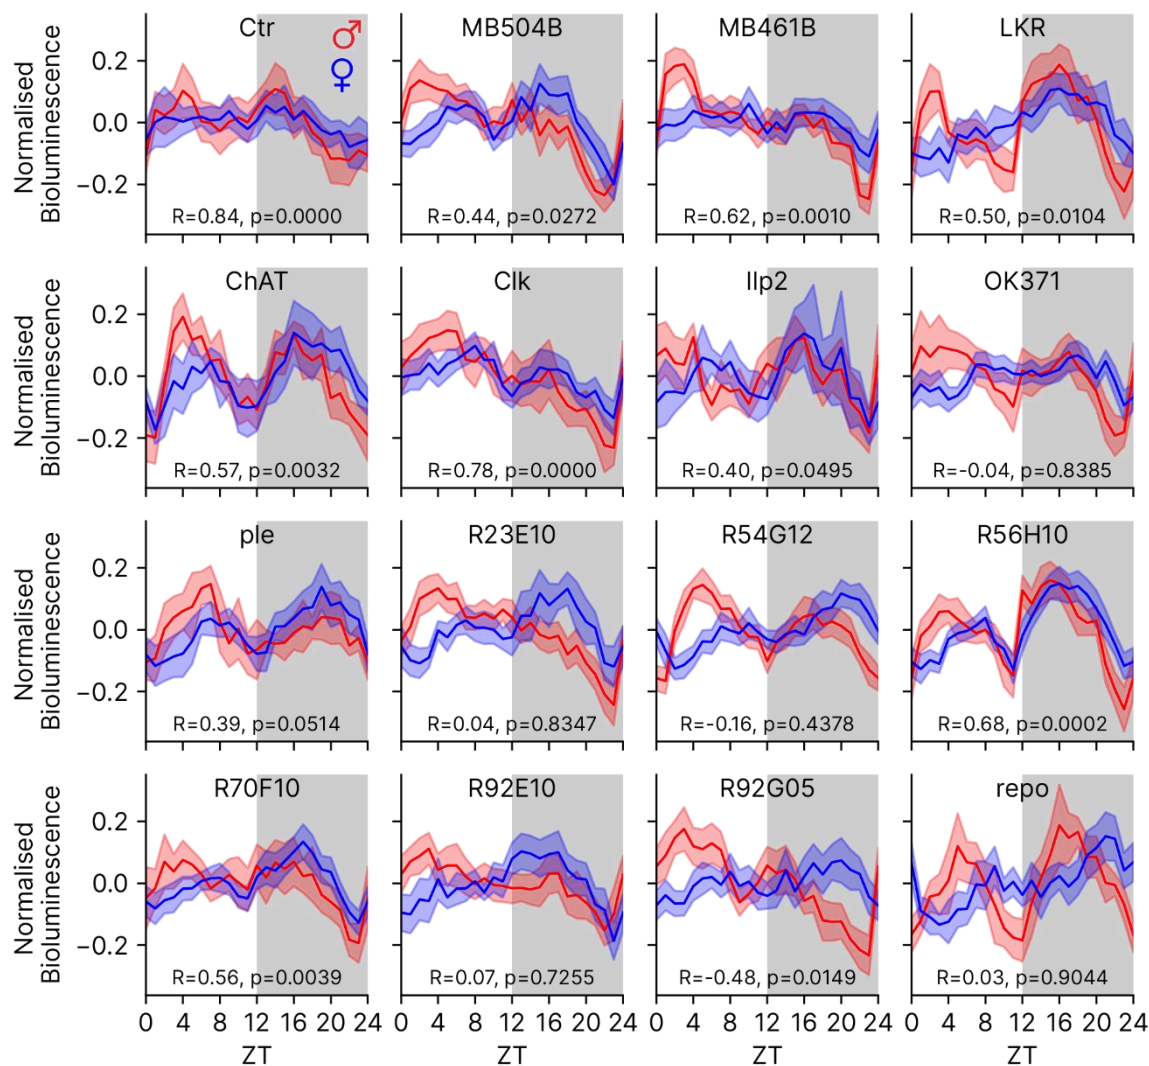 Ctr ♂ MB504B MB461B LKR
♀
Normalised
Bioluminescence
0.2
0.0
−0.2
R=0.84, p=0.0000 R=0.44, p=0.0272 R=0.62, p=0.0010 R=0.50, p=0.0104
ChAT Clk Ilp2 OK371
Normalised
Bioluminescence
0.2
0.0
−0.2
R=0.57, p=0.0032 R=0.78, p=0.0000 R=0.40, p=0.0495 R=-0.04, p=0.8385
ple R23E10 R54G12 R56H10
Normalised
Bioluminescence
0.2
0.0
−0.2
R=0.39, p=0.0514 R=0.04, p=0.8347 R=-0.16, p=0.4378 R=0.68, p=0.0002
R70F10 R92E10 R92G05 repo
Normalised
Bioluminescence
0.2
0.0
−0.2
R=0.56, p=0.0039 R=0.07, p=0.7255 R=-0.48, p=0.0149 R=0.03, p=0.9044
0 4 8 12 16 20 24 0 4 8 12 16 20 24 0 4 8 12 16 20 24 0 4 8 12 16 20 24
ZT ZT ZT ZT